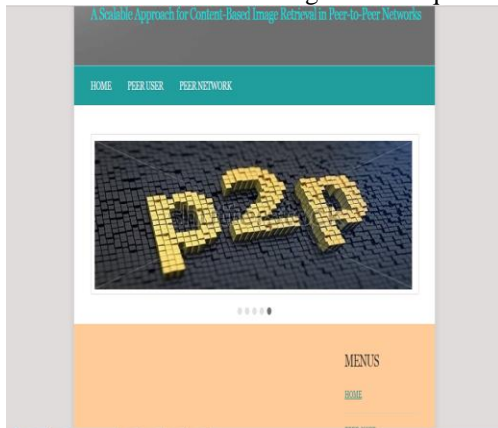 A Scalable Approach for Content-Based Image Retrieval in Peer-to-Peer Networks
HOME PEER USER PEER NETWORK
p2p
MENUS
HOME